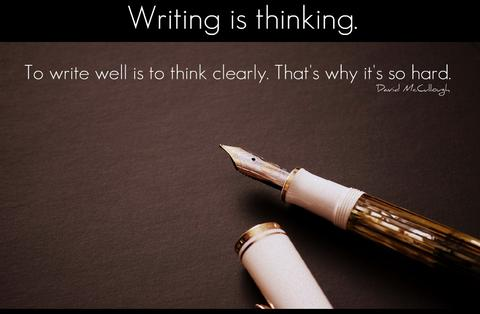 Writing is thinking.
To write well is to think clearly. That's why it's so hard.
David McCullough